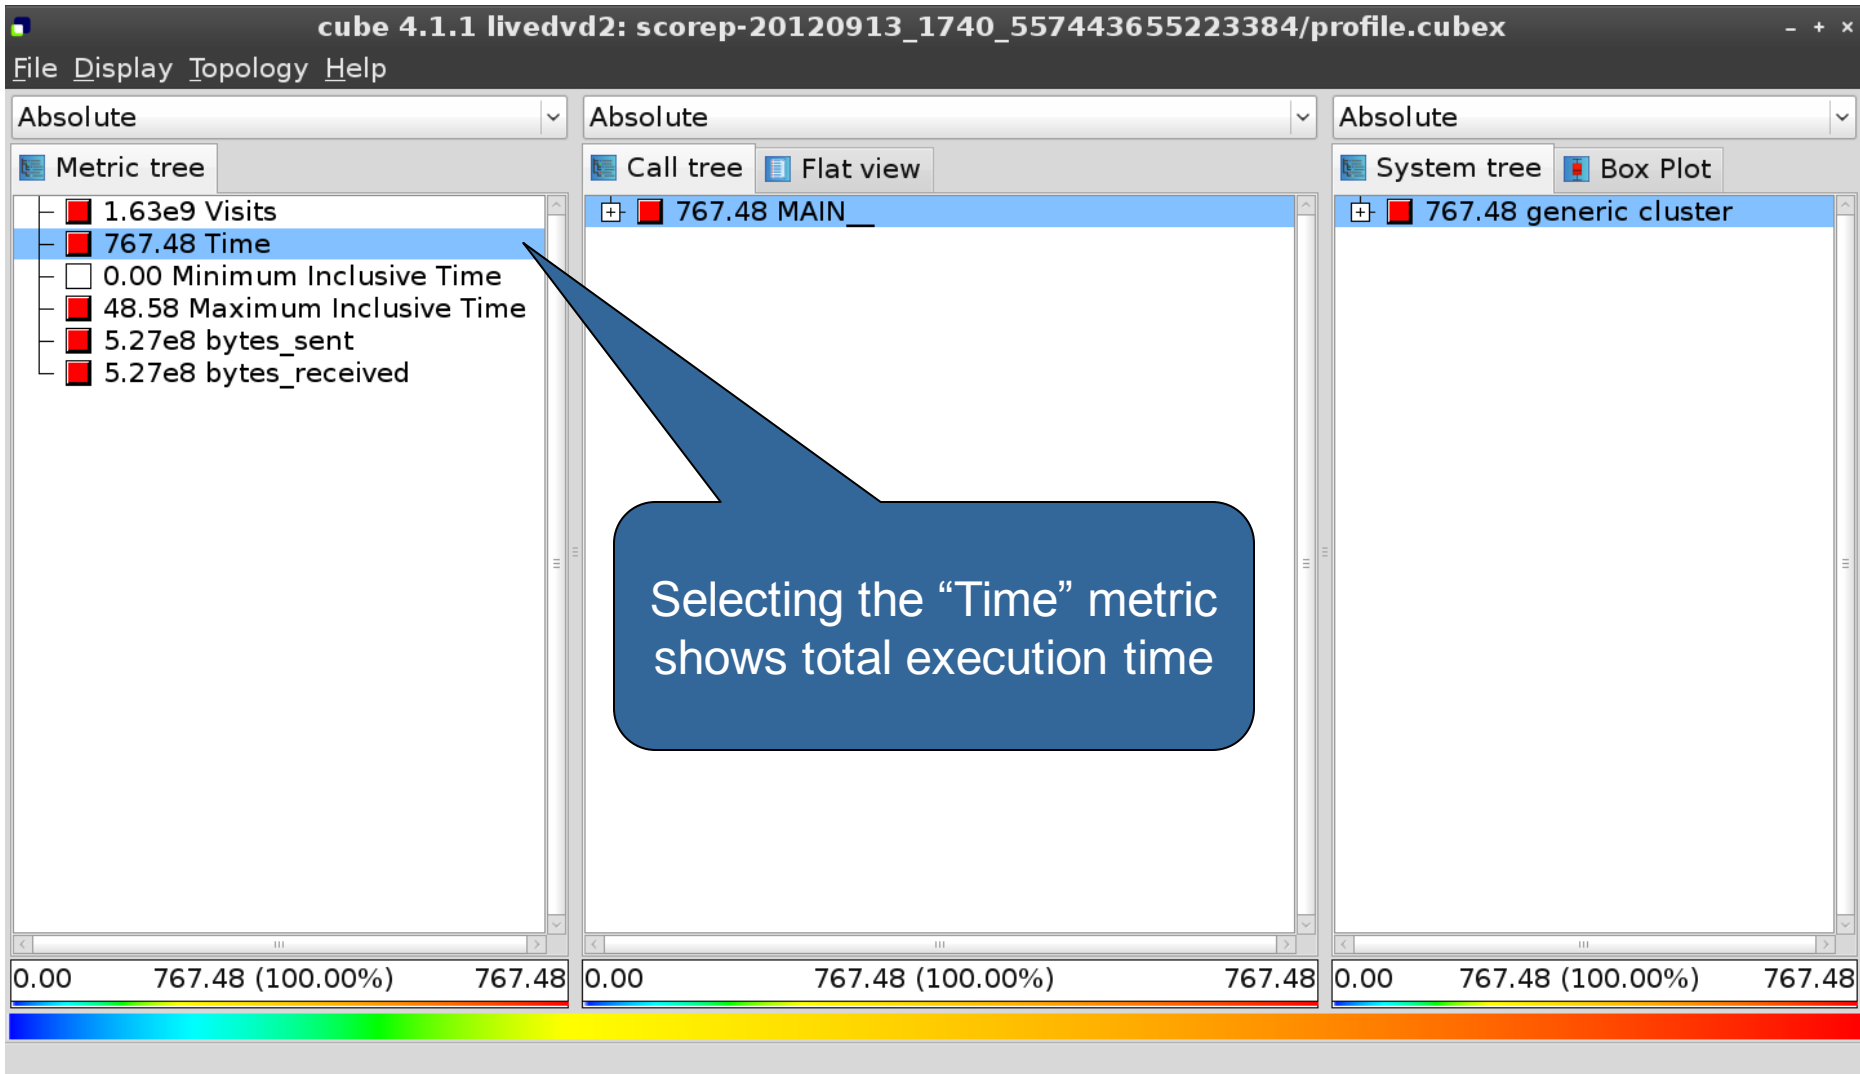 cube 4.1.1 livedvd2: scorep-20120913_1740_557443655223384/profile.cubex
File Display Topology Help
Absolute
Absolute
Absolute
Metric tree
Call tree
Flat view
System tree
Box Plot
1.63e9 Visits
767.48 Time
0.00 Minimum Inclusive Time
48.58 Maximum Inclusive Time
5.27e8 bytes_sent
5.27e8 bytes_received
767.48 MAIN__
767.48 generic cluster
Selecting the “Time” metric
shows total execution time
0.00 767.48 (100.00%) 767.48
0.00 767.48 (100.00%) 767.48
0.00 767.48 (100.00%) 767.48